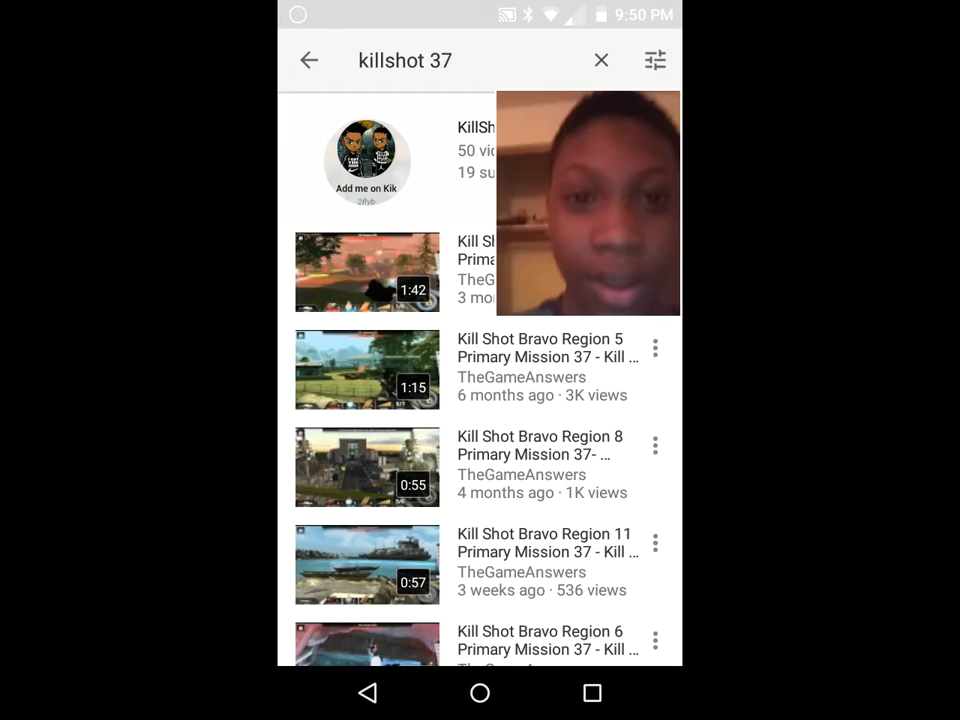 9:50 PM
killshot 37
KillSh
50 vi
19 su
Add me on Kik
2flyb
Kill S
Prima
TheG
3 mo
1:42
Kill Shot Bravo Region 5
Primary Mission 37 - Kill ...
TheGameAnswers
6 months ago · 3K views
1:15
Kill Shot Bravo Region 8
Primary Mission 37- ...
TheGameAnswers
4 months ago · 1K views
0:55
Kill Shot Bravo Region 11
Primary Mission 37 - Kill ...
TheGameAnswers
3 weeks ago · 536 views
0:57
Kill Shot Bravo Region 6
Primary Mission 37 - Kill ...